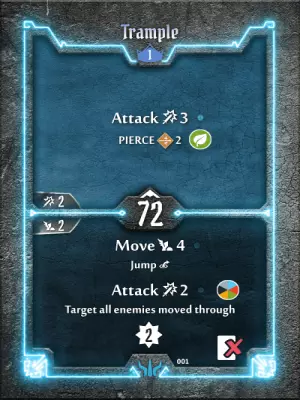 Trample
1
Attack 3
PIERCE 2
2
72
2
Move 4
Jump
Attack 2
Target all enemies moved through
2
001